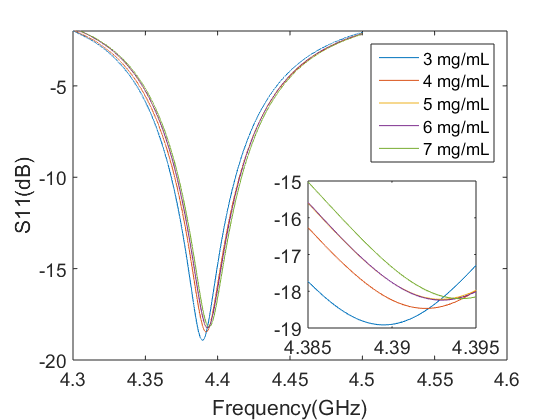 S11(dB)
-5
-10
-15
-20
4.3
4.35
4.4
4.45
4.5
4.55
4.6
Frequency(GHz)
3 mg/mL
4 mg/mL
5 mg/mL
6 mg/mL
7 mg/mL
-15
-16
-17
-18
-19
4.385
4.39
4.395